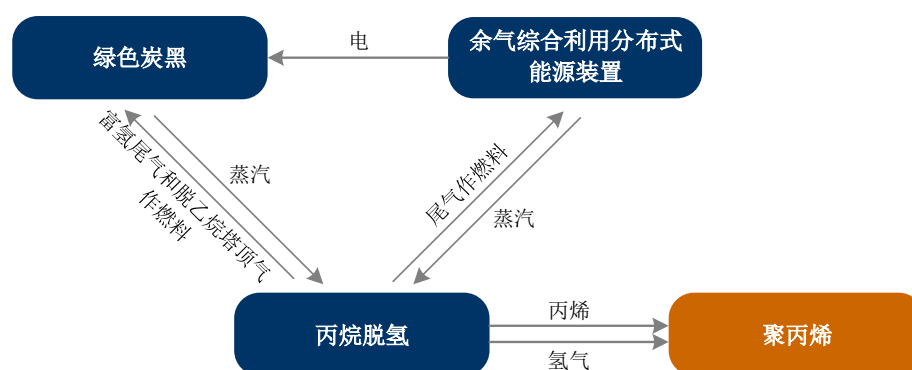 绿色炭黑
电
余气综合利用分布式
能源装置
富氢尾气和脱乙烷塔顶气
作燃料
蒸汽
尾气作燃料
蒸汽
丙烷脱氢
丙烯
氢气
聚丙烯